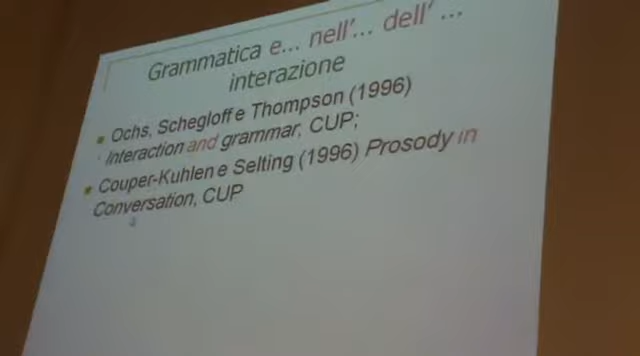 Grammatica e... nell'... dell' ...
interazione
Ochs, Schegloff e Thompson (1996)
Interaction and grammar, CUP;
Couper-Kuhlen e Selting (1996) Prosody in
Conversation, CUP